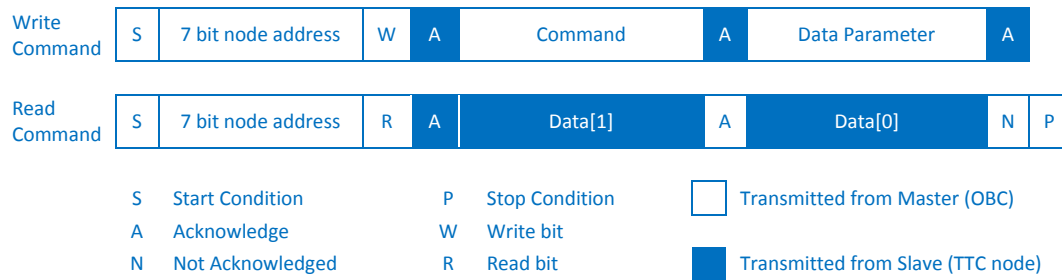 Write
Command
S 7 bit node address W A Command A Data Parameter A
Read
Command
S 7 bit node address R A Data[1] A Data[0] N P
S Start Condition P Stop Condition Transmitted from Master (OBC)
A Acknowledge W Write bit
N Not Acknowledged R Read bit Transmitted from Slave (TTC node)